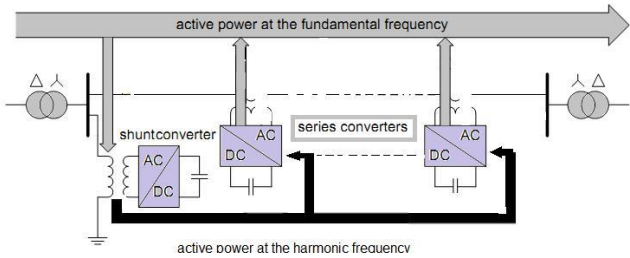 active power at the fundamental frequency
shuntconverter
series converters
AC
DC
AC
DC
AC
DC
active power at the harmonic frequency